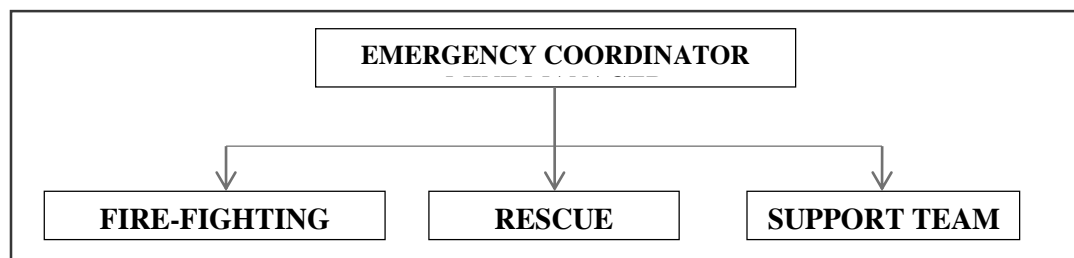 EMERGENCY COORDINATOR
FIRE-FIGHTING
RESCUE
SUPPORT TEAM